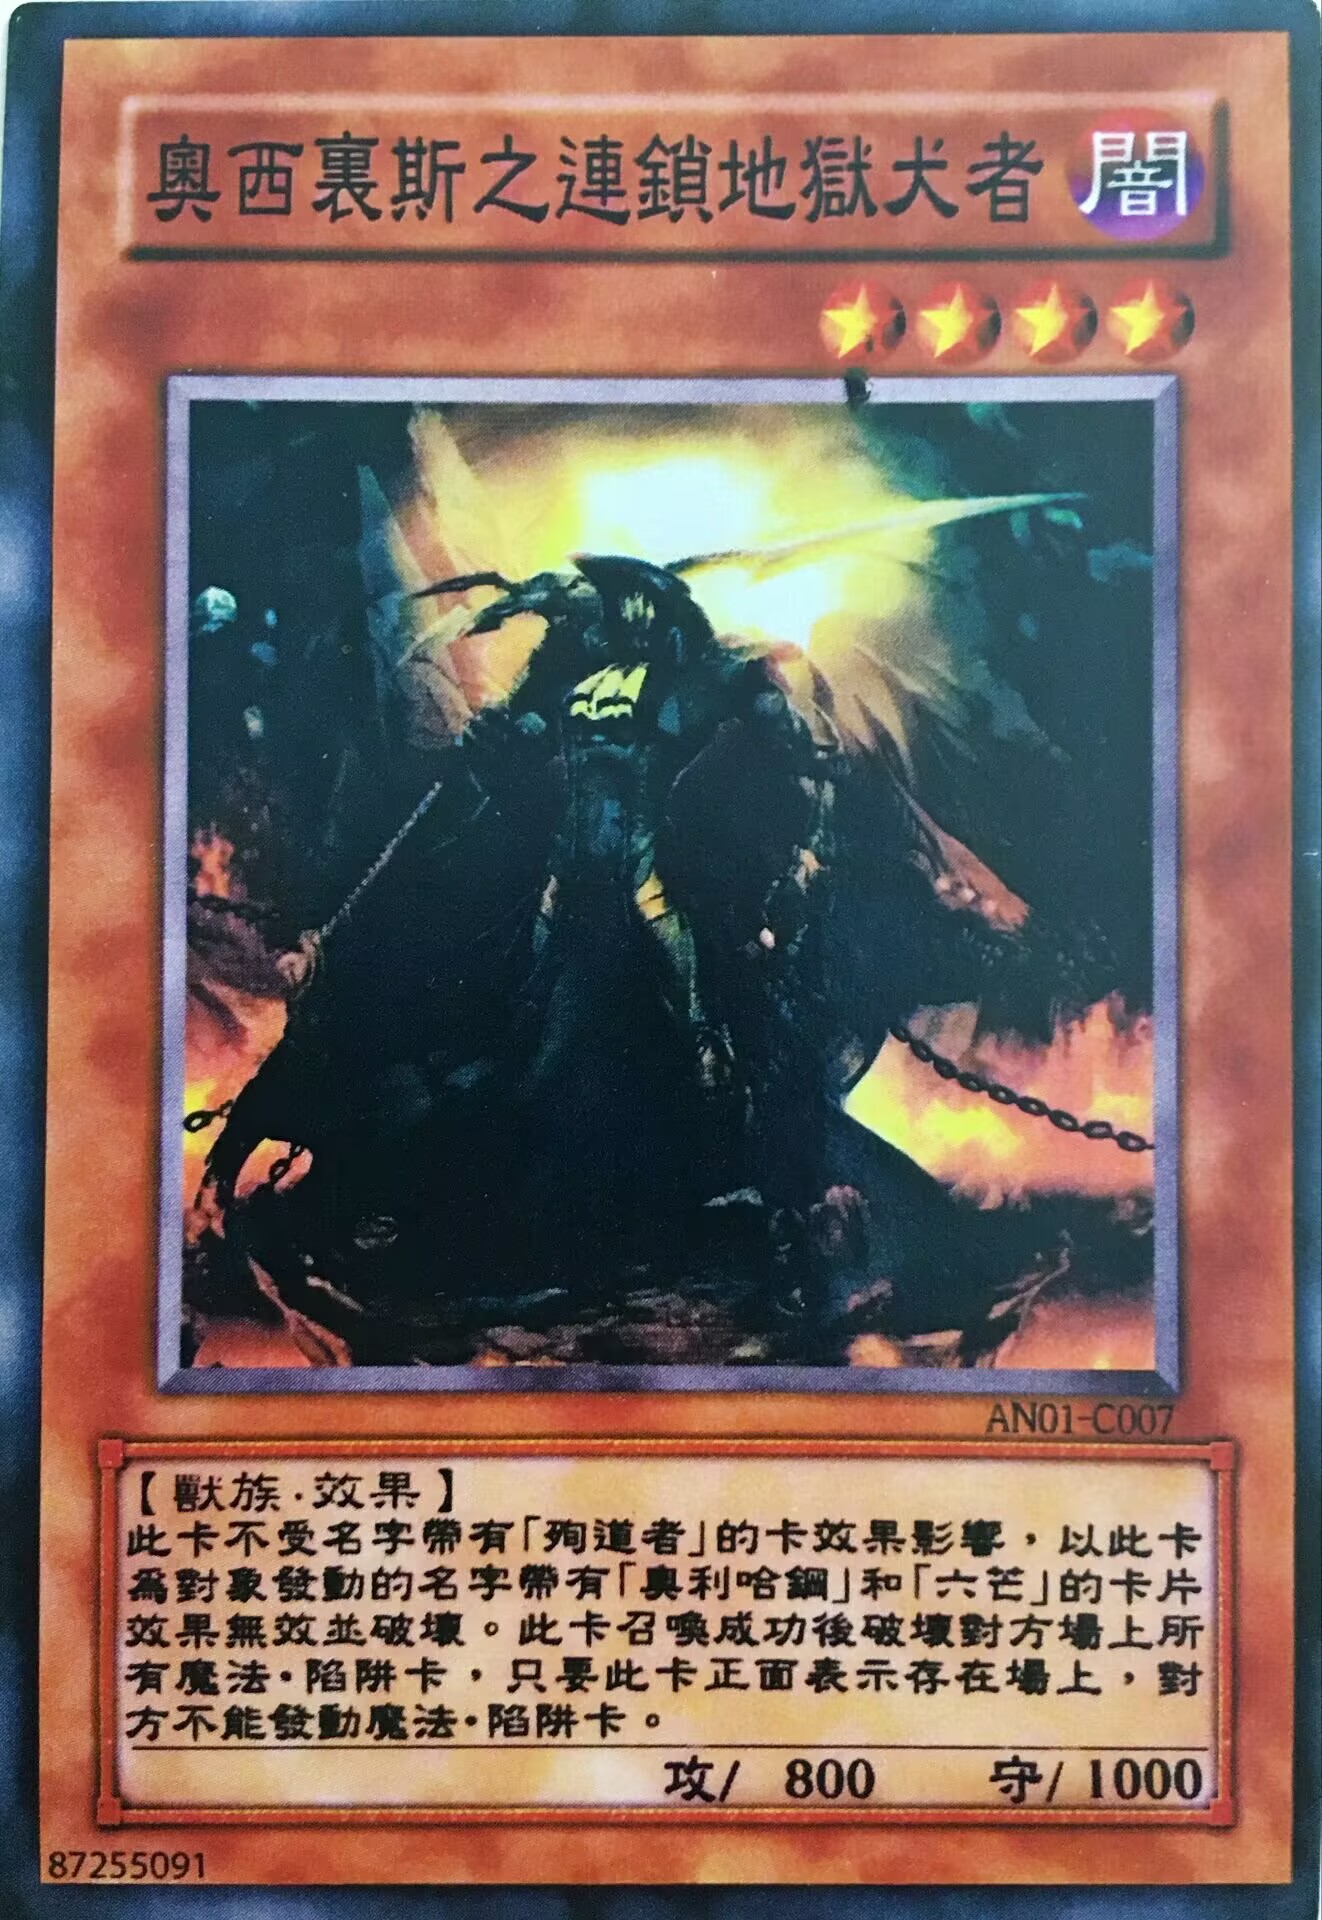 奧西裏斯之連鎖地獄犬者
闇
AN01-C007
【獸族·效果】
此卡不受名字帶有「殉道者」的卡效果影響，以此卡
為對象發動的名字帶有「奧利哈鋼」和「六芒」的卡片
效果無效並破壞。此卡召喚成功後破壞對方場上所
有魔法·陷阱卡，只要此卡正面表示存在場上，對
方不能發動魔法·陷阱卡。
攻/ 800 守/ 1000
87255091